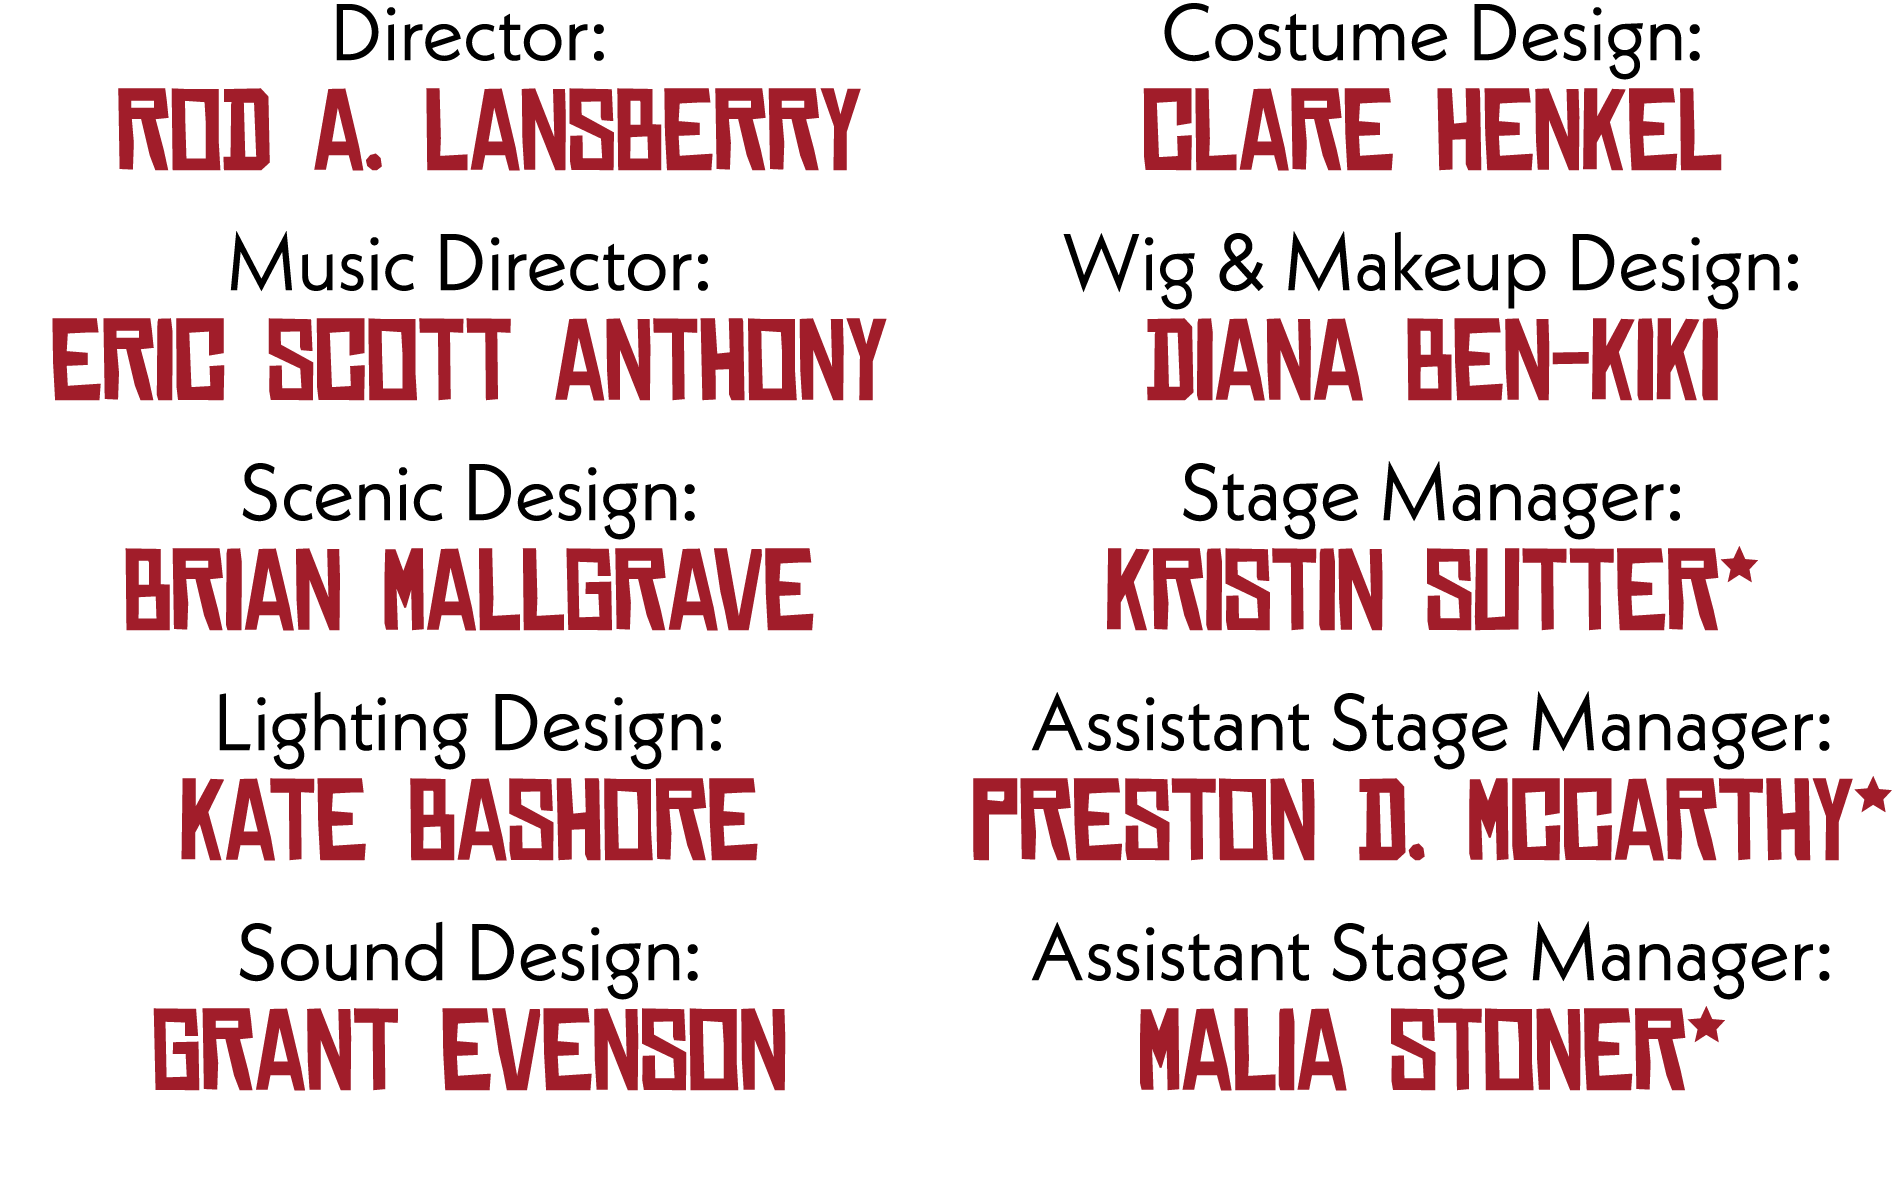 Director:
ROD A. LANSBERRY
Music Director:
ERIC SCOTT ANTHONY
Scenic Design:
BRIAN MALLGRAVE
Lighting Design:
KATE BASHORE
Sound Design:
GRANT EVENSON
Costume Design:
CLARE HENKEL
Wig & Makeup Design:
DIANA BEN-KIKI
Stage Manager:
KRISTIN SUTTER★
Assistant Stage Manager:
PRESTON D. MCCARTHY★
Assistant Stage Manager:
MALIA STONER★